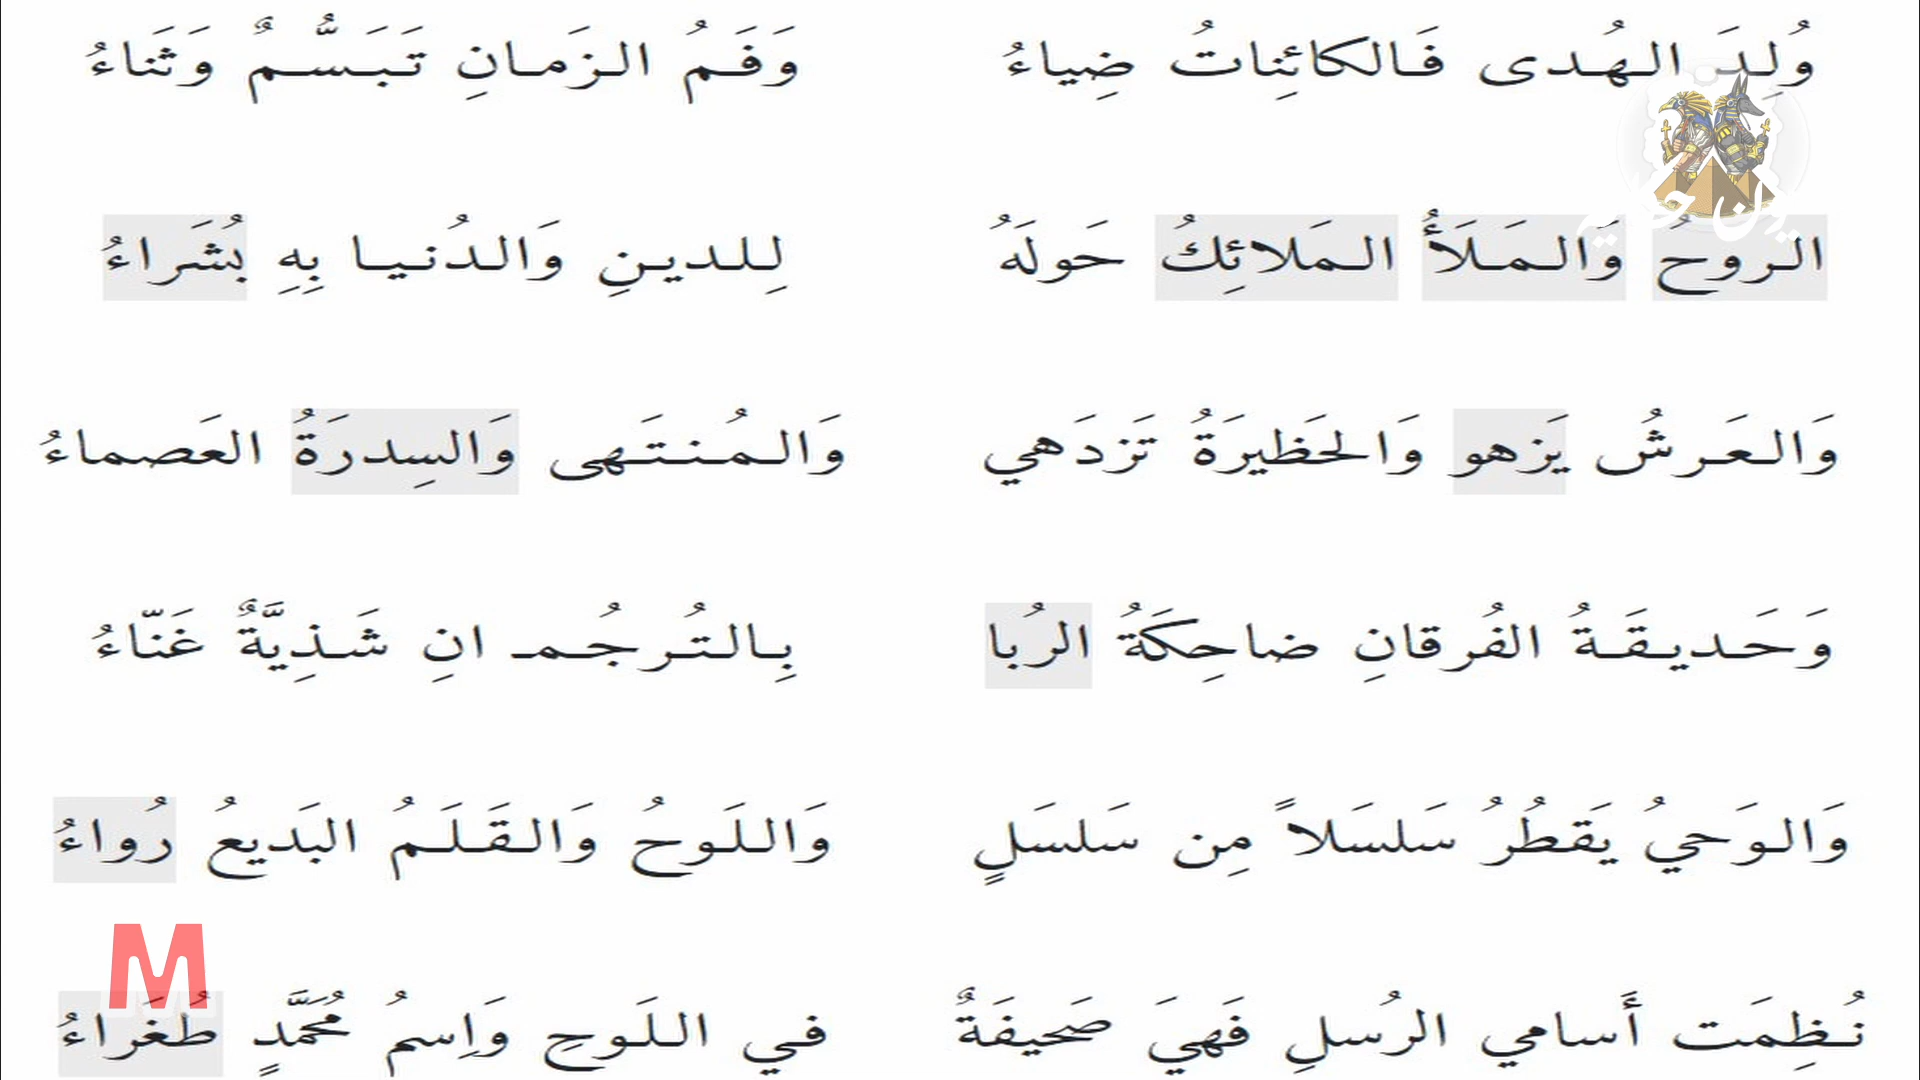 وُلِدَ الهُدى فَالكائِناتُ ضِياءُ وَفَمُ الزَمانِ تَبَسُّمٌ وَثَناءُ
الروحُ وَالمَلَأُ المَلائِكُ حَولَهُ لِلدينِ وَالدُنيا بِهِ بُشَراءُ
وَالعَرشُ يَزهو وَالحَظيرَةُ تَزدَهي وَالمُنتَهى وَالسِدرَةُ العَصماءُ
وَحَديقَةُ الفُرقانِ ضاحِكَةُ الرُبا بِالتُرجُمـ انِ شَذِيَّةٌ غَنّاءُ
وَالوَحيُ يَقطُرُ سَلسَلاً مِن سَلسَلٍ وَاللَوحُ وَالقَلَمُ البَديعُ رُواءُ
نُظِمَت أَسامي الرُسلِ فَهيَ صَحيفَةٌ في اللَوحِ وَاِسمُ مُحَمَّدٍ طُغَراءُ
M